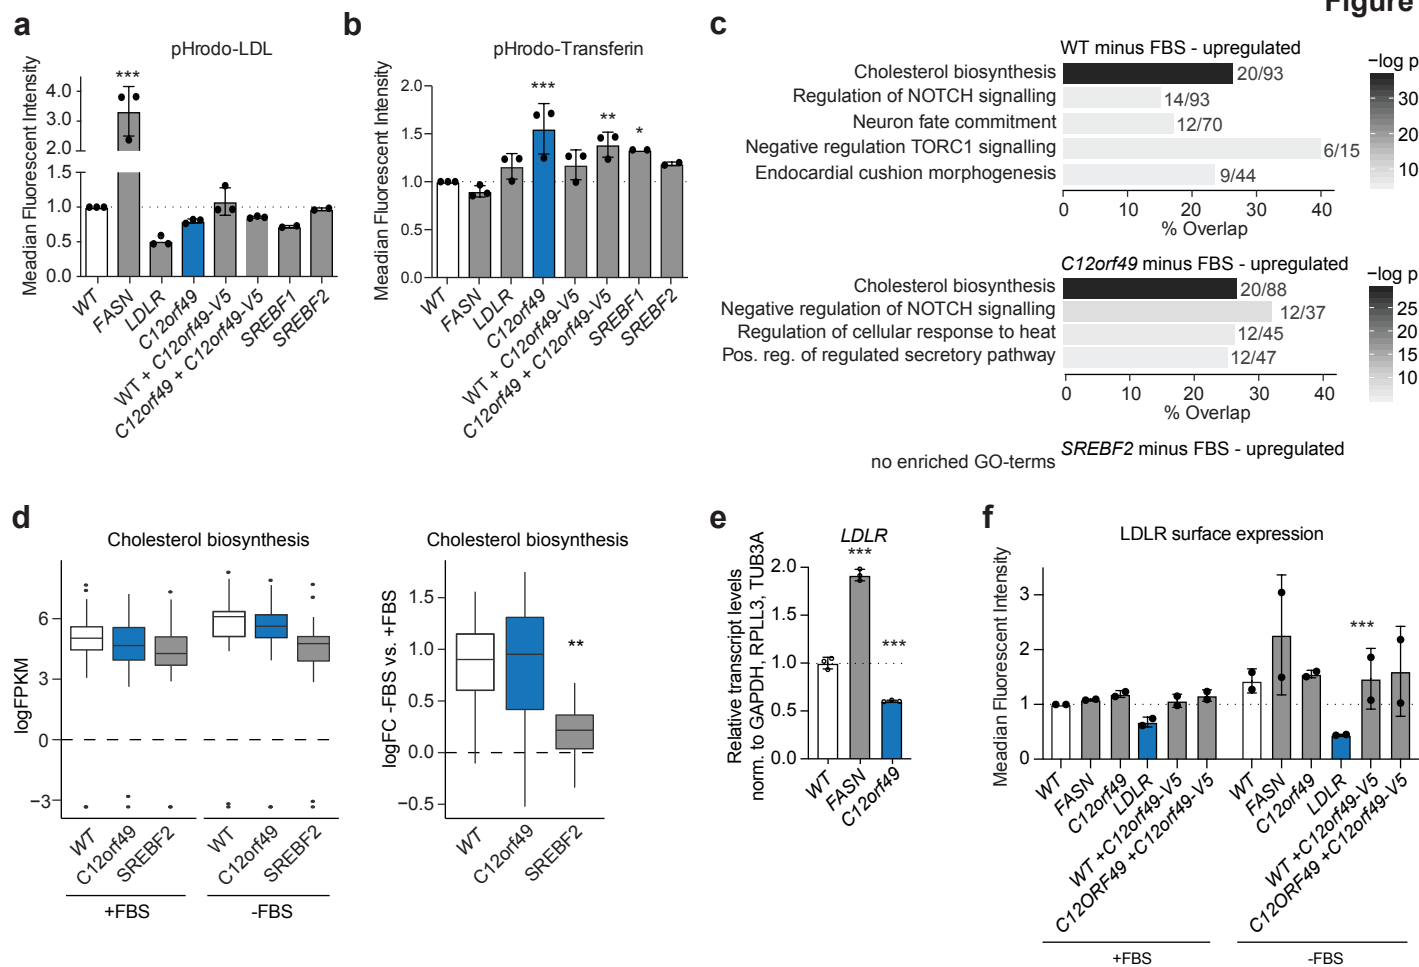 Figure
a
pHrodo-LDL
Meadian Fluorescent Intensity
***
4.0
3.0
2.0
1.5
1.0
0.5
0.0
WT
FASN
LDLR
C12orf49
WT + C12orf49-V5
C12orf49 + C12orf49-V5
SREBF1
SREBF2
b
pHrodo-Transferin
Meadian Fluorescent Intensity
***
**
*
2.0
1.5
1.0
0.5
0.0
WT
FASN
LDLR
C12orf49
WT + C12orf49-V5
C12orf49 + C12orf49-V5
SREBF1
SREBF2
c
WT minus FBS - upregulated
Cholesterol biosynthesis 20/93
Regulation of NOTCH signalling 14/93
Neuron fate commitment 12/70
Negative regulation TORC1 signalling 6/15
Endocardial cushion morphogenesis 9/44
0 10 20 30 40
% Overlap
−log p
30
20
10
C12orf49 minus FBS - upregulated
Cholesterol biosynthesis 20/88
Negative regulation of NOTCH signalling 12/37
Regulation of cellular response to heat 12/45
Pos. reg. of regulated secretory pathway 12/47
0 10 20 30 40
% Overlap
−log p
25
20
15
10
SREBF2 minus FBS - upregulated
no enriched GO-terms
d
Cholesterol biosynthesis
logFPKM
6
3
0
−3
WT
C12orf49
SREBF2
WT
C12orf49
SREBF2
+FBS
-FBS
Cholesterol biosynthesis
logFC -FBS vs. +FBS
1.5
1.0
0.5
0.0
−0.5
**
WT
C12orf49
SREBF2
e
LDLR
Relative transcript levels
norm. to GAPDH, RPLL3, TUB3A
***
***
2.0
1.0
0.0
WT
FASN
C12orf49
f
LDLR surface expression
Meadian Fluorescent Intensity
3
2
1
0
***
WT
FASN
C12orf49
LDLR
WT +C12orf49-V5
C12ORF49 +C12orf49-V5
WT
FASN
C12orf49
LDLR
WT +C12orf49-V5
C12ORF49 +C12orf49-V5
+FBS
-FBS